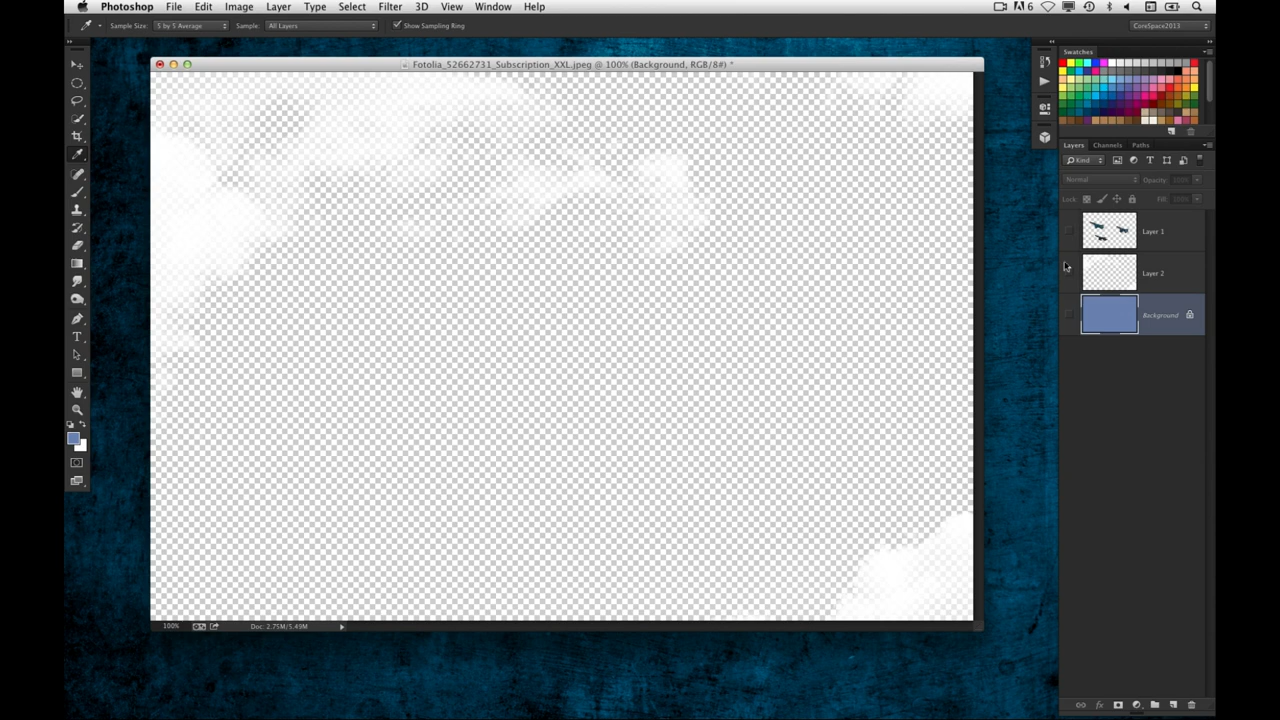 Photoshop File Edit Image Layer Type Select Filter 3D View Window Help 6
Sample Size: 5 by 5 Average Sample: All Layers Show Sampling Ring CoreSpace2013
Fotolia_52662731_Subscription_XXL.jpeg @ 100% (Background, RGB/8#) *
Swatches
Layers Channels Paths
Kind
Normal Opacity:
Lock: Fill:
Layer 1
Layer 2
Background
100% Doc: 2.75M/5.49M